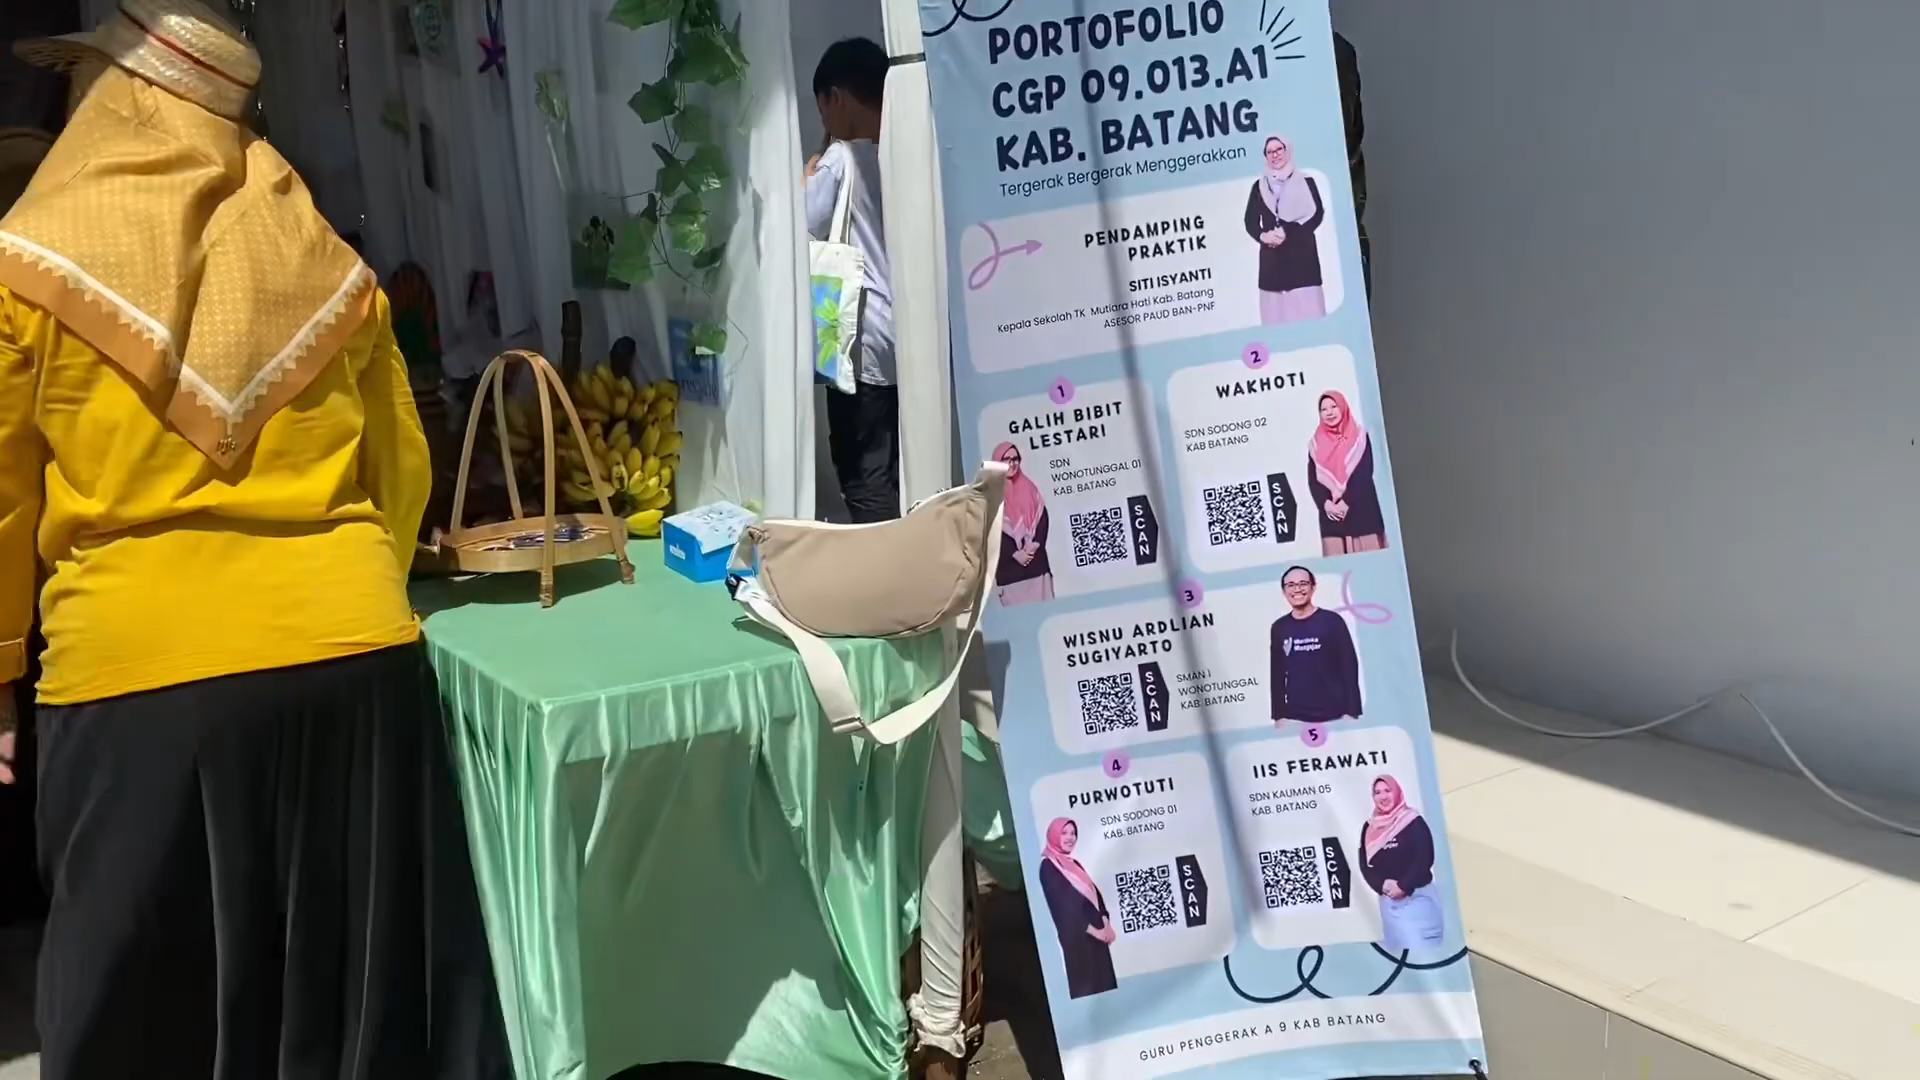 PORTOFOLIO
CGP 09.013.A1
KAB. BATANG
Tergerak Bergerak Menggerakkan
PENDAMPING
PRAKTIK
SITI ISYANTI
Kepala Sekolah TK Mutiara Hati Kab. Batang
ASESOR PAUD BAN-PNF
1
GALIH BIBIT
LESTARI
SDN
WONOTUNGGAL 01
KAB. BATANG
SCAN
2
WAKHOTI
SDN SODONG 02
KAB BATANG
SCAN
3
WISNU ARDLIAN
SUGIYARTO
SCAN
SMAN 1
WONOTUNGGAL
KAB. BATANG
Merdeka
Mengajar
4
PURWOTUTI
SDN SODONG 01
KAB. BATANG
SCAN
5
IIS FERAWATI
SDN KAUMAN 05
KAB. BATANG
SCAN
GURU PENGGERAK A 9 KAB BATANG